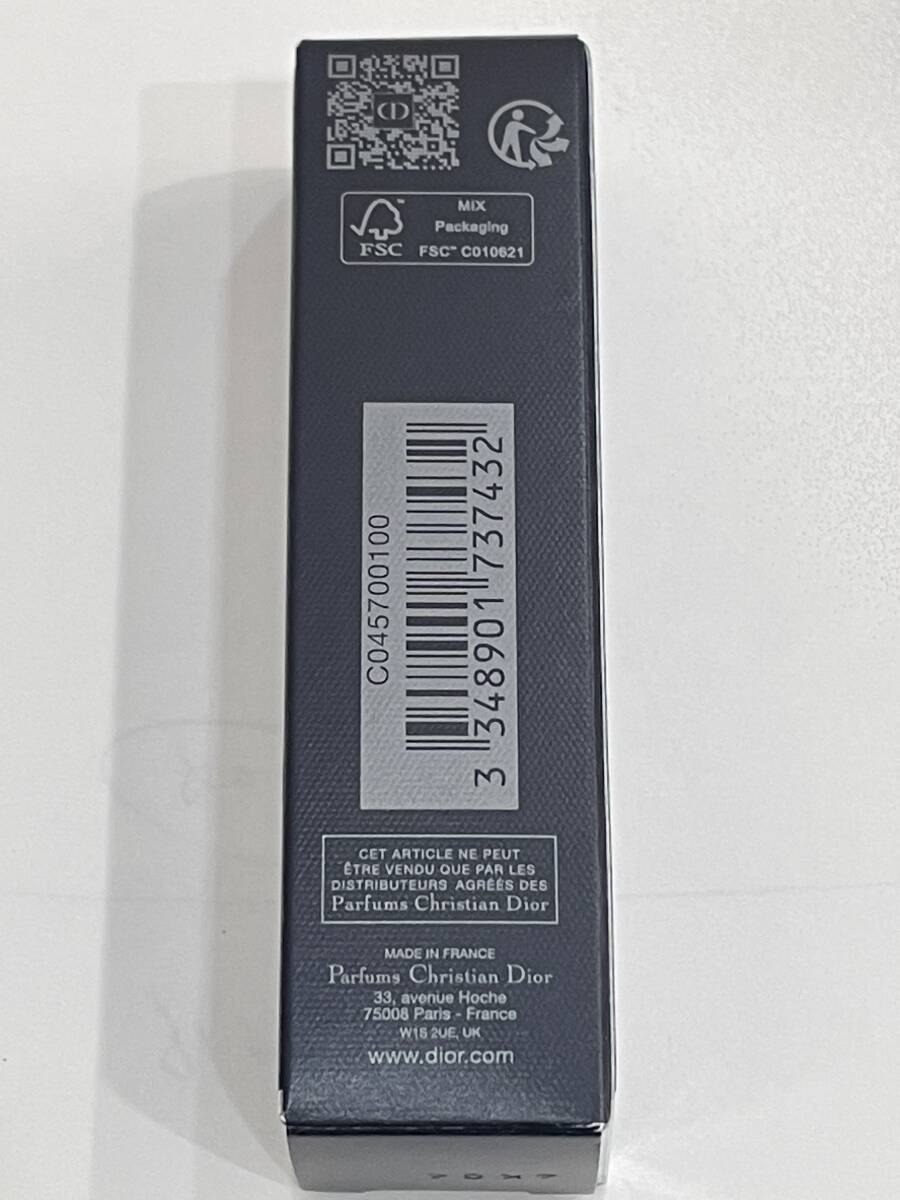 MIX
Packaging
FSC™ C010621
FSC™
C045700100
3 348901 737432
CET ARTICLE NE PEUT
ÊTRE VENDU QUE PAR LES
DISTRIBUTEURS AGRÉÉS DES
Parfums Christian Dior
MADE IN FRANCE
Parfums Christian Dior
33, avenue Hoche
75008 Paris - France
W1S 2UE, UK
www.dior.com